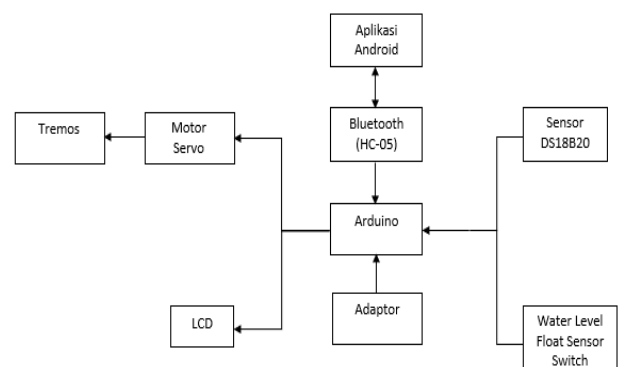 Aplikasi
Android
Tremos
Motor
Servo
Bluetooth
(HC-05)
Sensor
DS18B20
Arduino
LCD
Adaptor
Water Level
Float Sensor
Switch